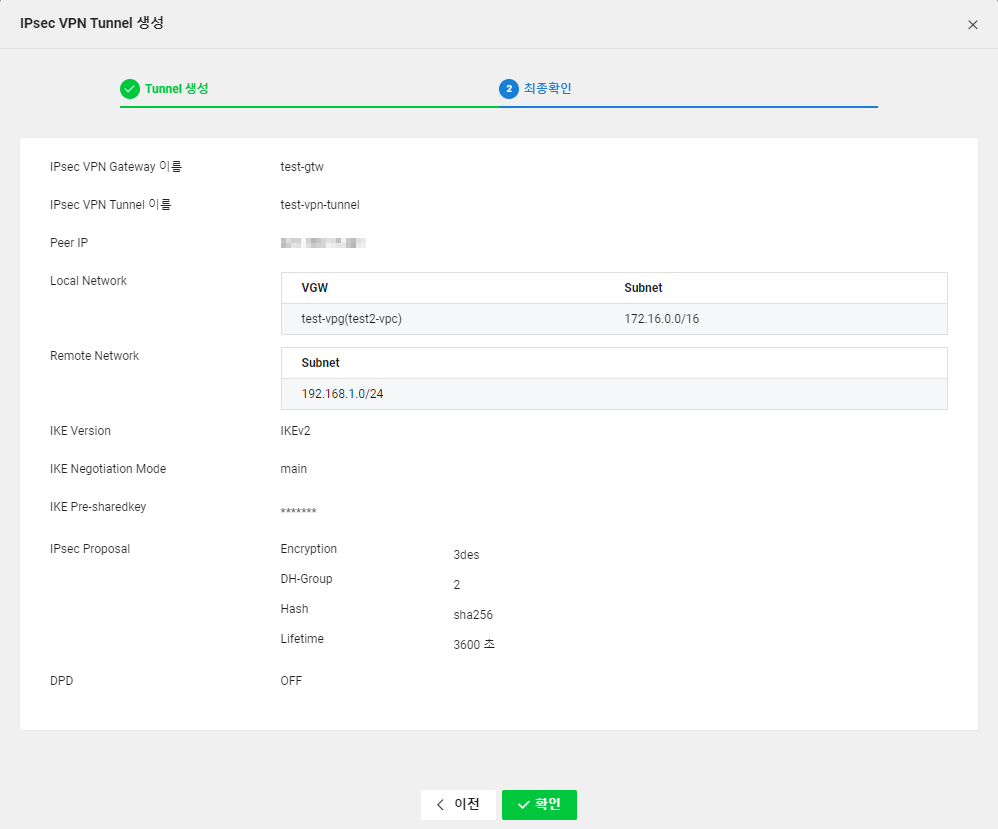 IPsec VPN Tunnel 생성
Tunnel 생성
2 최종확인
IPsec VPN Gateway 이름 test-gtw
IPsec VPN Tunnel 이름 test-vpn-tunnel
Peer IP
Local Network
VGW Subnet
test-vpg(test2-vpc) 172.16.0.0/16
Remote Network
Subnet
192.168.1.0/24
IKE Version IKEv2
IKE Negotiation Mode main
IKE Pre-sharedkey *******
IPsec Proposal
Encryption 3des
DH-Group 2
Hash sha256
Lifetime 3600 초
DPD OFF
이전
확인